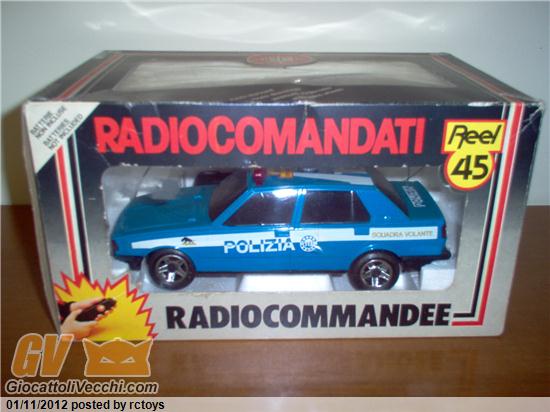 BATTERIE
NON INCLUSE
BATTERIES
NOT INCLUDED
RADIOCOMANDATI
Reel
45
POLIZIA
SQUADRA VOLANTE
POLIZIA
RADIOCOMMANDEE
GV
GiocattoliVecchi.com
01/11/2012 posted by rctoys